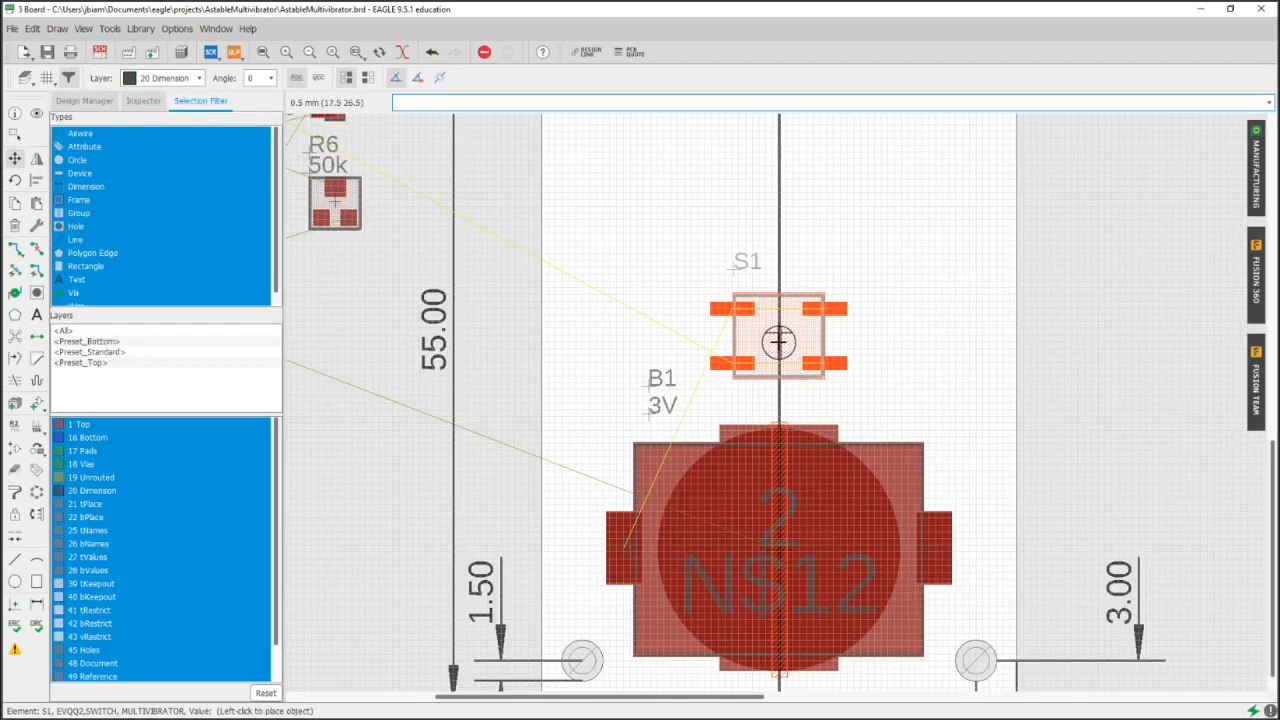 3 Board - C:\Users\jbiam\Documents\eagle\projects\AstableMultivibrator\AstableMultivibrator.brd - EAGLE 9.5.1 education
File Edit Draw View Tools Library Options Window Help
SCH SCR ULP DESIGN LINK PCB QUOTE
Layer: 20 Dimension Angle: 0 Abc
Design Manager Inspector Selection Filter
0.5 mm (17.5 26.5)
Types
Airwire
Attribute
Circle
Device
Dimension
Frame
Group
Hole
Line
Polygon Edge
Rectangle
Text
Via
Layers
<All>
<Preset_Bottom>
<Preset_Standard>
<Preset_Top>
1 Top
16 Bottom
17 Pads
18 Vias
19 Unrouted
20 Dimension
21 tPlace
22 bPlace
25 tNames
26 bNames
27 tValues
28 bValues
39 tKeepout
40 bKeepout
41 tRestrict
42 bRestrict
43 vRestrict
45 Holes
48 Document
49 Reference
Reset
ERC DRC
R6
50k
S1
55.00
B1
3V
2
N$12
1.50
3.00
MANUFACTURING
FUSION 360
FUSION TEAM
Element: S1, EVQQ2,SWITCH, MULTIVIBRATOR, Value: (Left-click to place object)